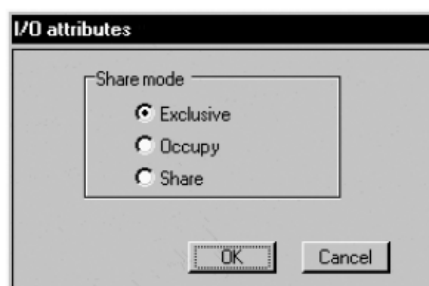 I/O attributes
Share mode
Exclusive
Occupy
Share
OK Cancel